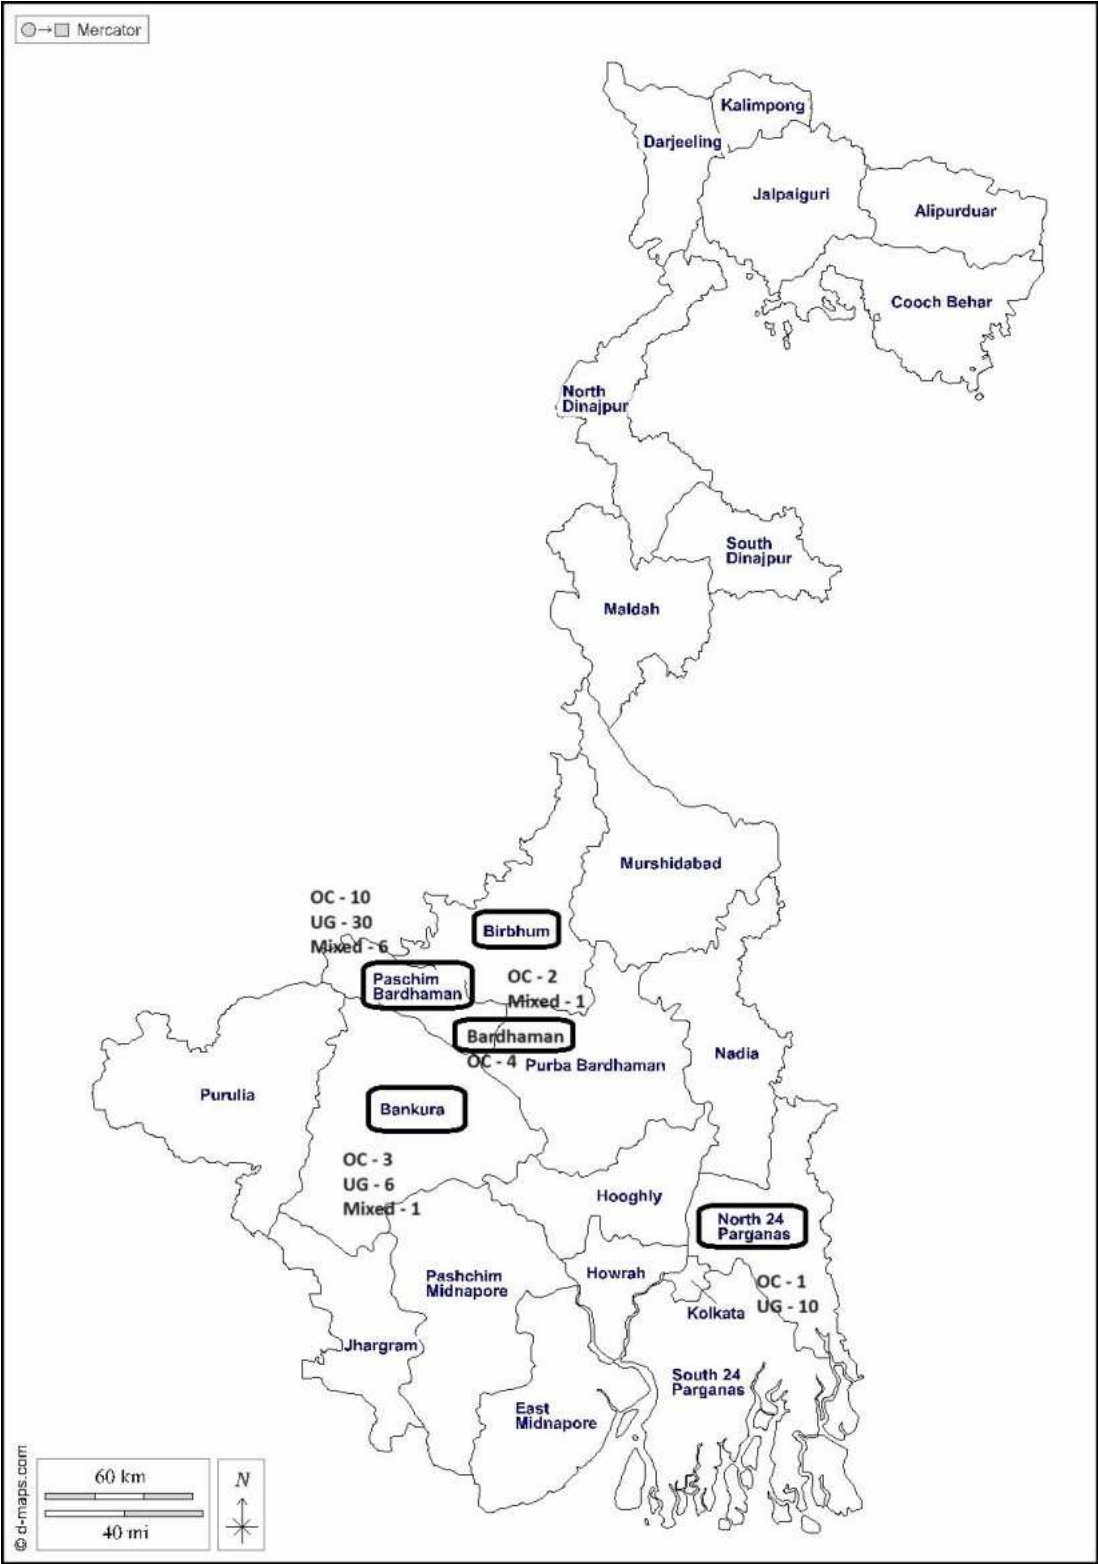 Mercator
Kalimpong
Darjeeling
Jalpaiguri
Alipurduar
Cooch Behar
North
Dinajpur
South
Dinajpur
Maldah
Murshidabad
OC - 10
UG - 30
Mixed - 6
Birbhum
Paschim
Bardhaman
OC - 2
Mixed - 1
Bardhaman
OC - 4
Purba Bardhaman
Nadia
Purulia
Bankura
OC - 3
UG - 6
Mixed - 1
Hooghly
North 24
Parganas
Howrah
Pashchim
Midnapore
OC - 1
UG - 10
Kolkata
Jhargram
South 24
Parganas
East
Midnapore
60 km
40 mi
N
© d-maps.com